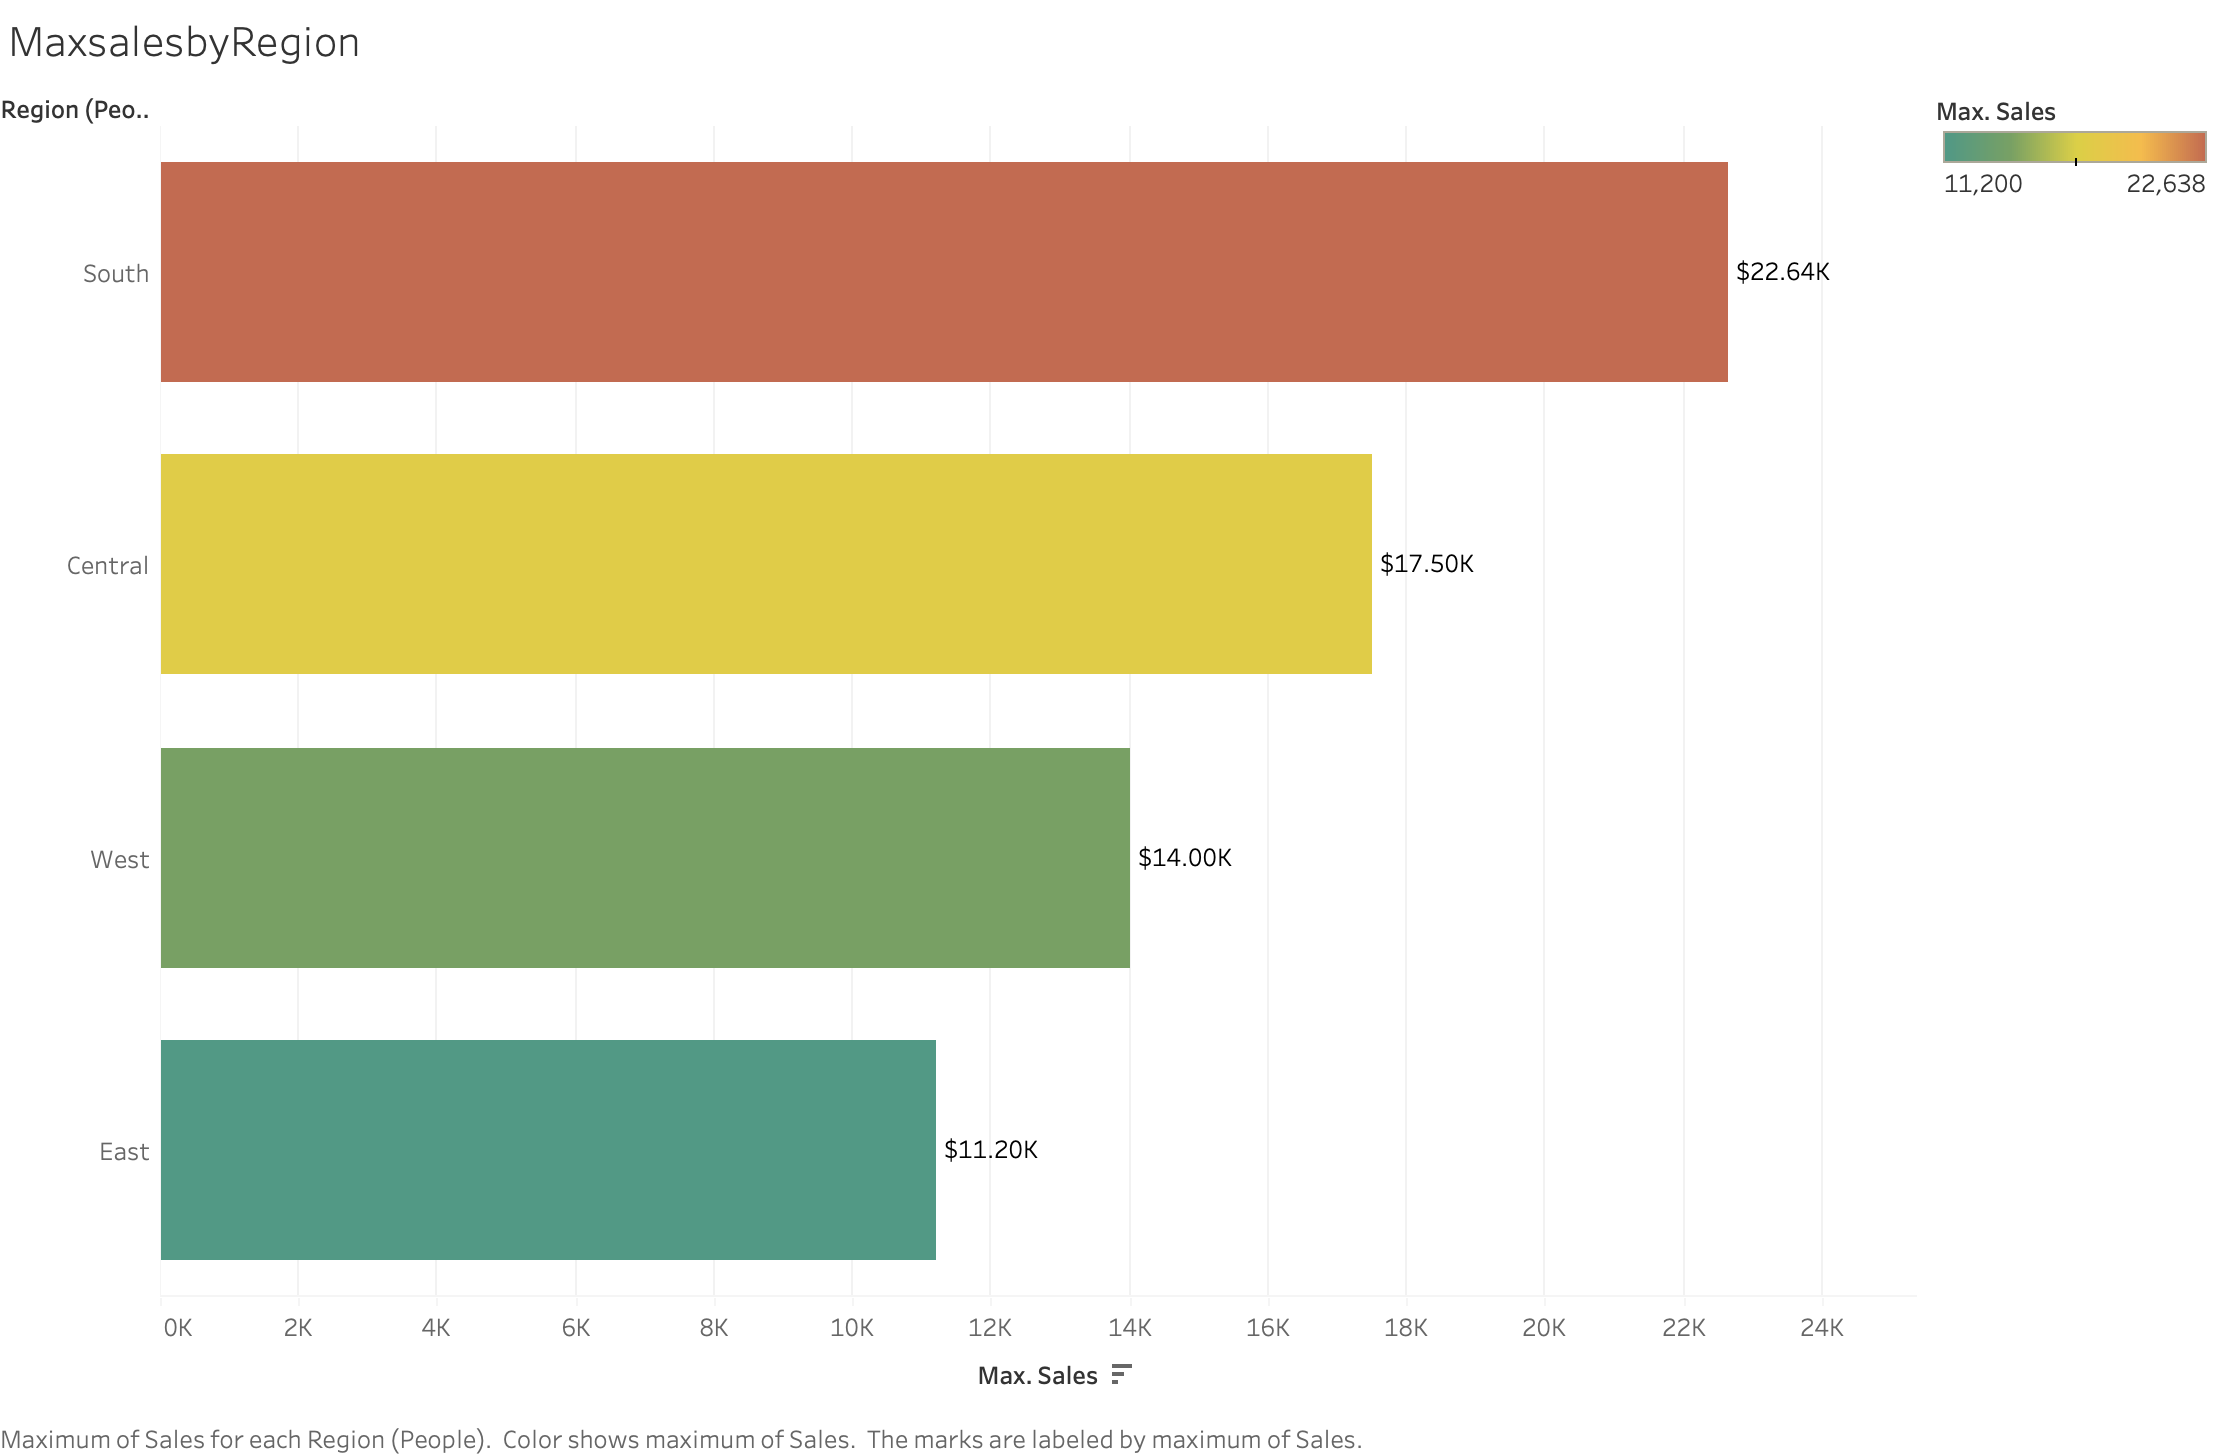 MaxsalesbyRegion
Region (Peo..
Max. Sales
11,200 22,638
South $22.64K
Central $17.50K
West $14.00K
East $11.20K
0K 2K 4K 6K 8K 10K 12K 14K 16K 18K 20K 22K 24K
Max. Sales
Maximum of Sales for each Region (People).  Color shows maximum of Sales.  The marks are labeled by maximum of Sales.